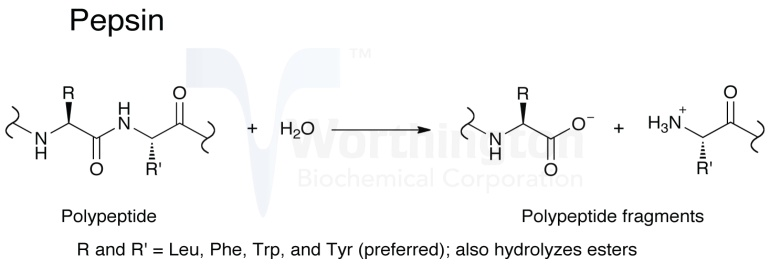 Pepsin
TM
R
H
N
O
N
H
O
R'
+ H₂O
R
N
H
O⁻
O
+
H₃N⁺
O
R'
Worthington
Biochemical Corporation
Polypeptide
Polypeptide fragments
R and R' = Leu, Phe, Trp, and Tyr (preferred); also hydrolyzes esters